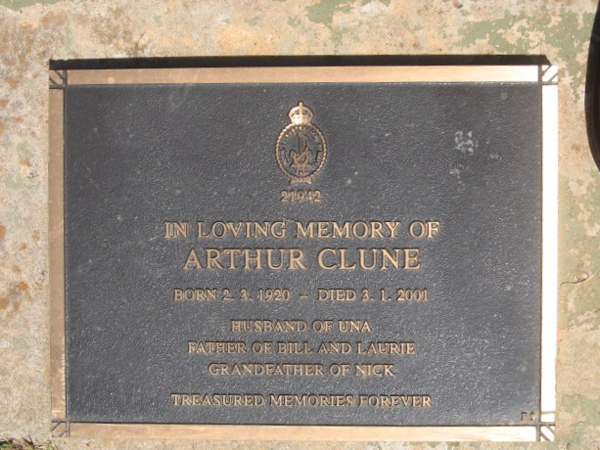 21942
IN LOVING MEMORY OF
ARTHUR CLUNE
BORN 2. 3. 1920 - DIED 3. 1. 2001
HUSBAND OF UNA
FATHER OF BILL AND LAURIE
GRANDFATHER OF NICK
TREASURED MEMORIES FOREVER